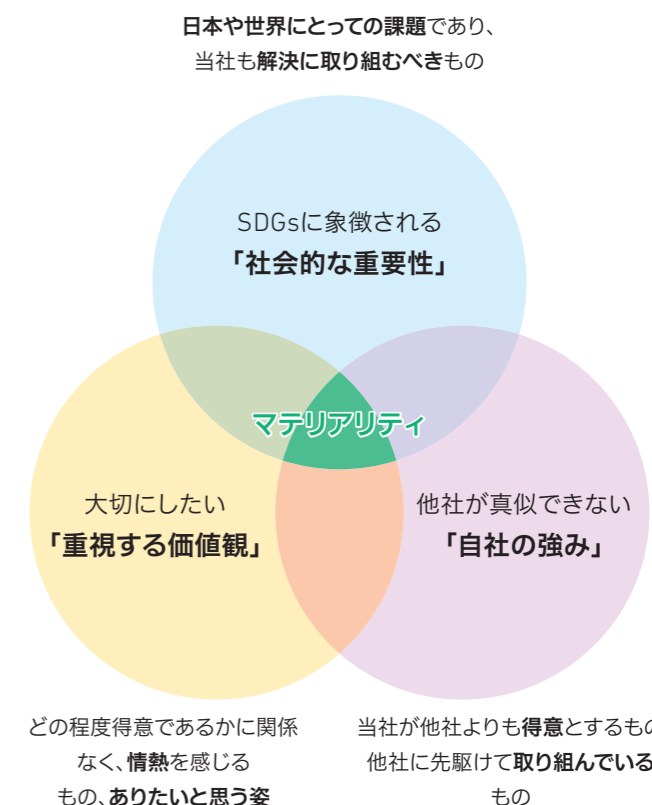 日本や世界にとっての課題であり、
当社も解決に取り組むべきもの
SDGsに象徴される
「社会的な重要性」
マテリアリティ
大切にしたい
「重視する価値観」
他社が真似できない
「自社の強み」
どの程度得意であるかに関係
なく、情熱を感じる
もの、ありたいと思う姿
当社が他社よりも得意とするもの
他社に先駆けて取り組んでいる
もの